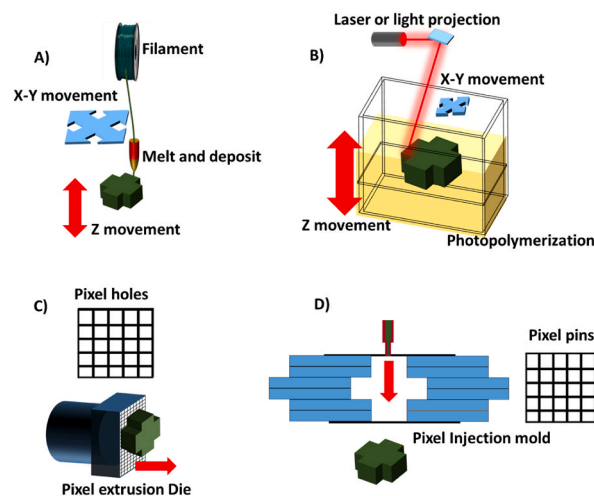 A)
Filament
X-Y movement
Melt and deposit
Z movement
B)
Laser or light projection
X-Y movement
Z movement
Photopolymerization
C)
Pixel holes
Pixel extrusion Die
D)
Pixel pins
Pixel Injection mold